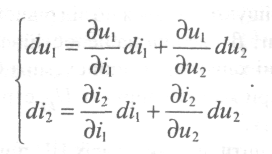 du₁ = ∂u₁/∂i₁ di₁ + ∂u₁/∂u₂ du₂
di₂ = ∂i₂/∂i₁ di₁ + ∂i₂/∂u₂ du₂ .